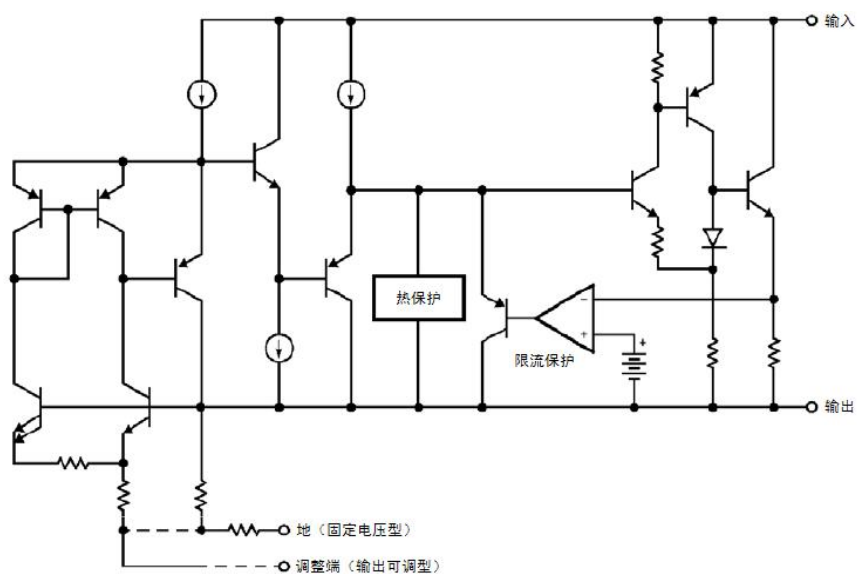 输入
热保护
−
+
+
限流保护
输出
地（固定电压型）
调整端（输出可调型）